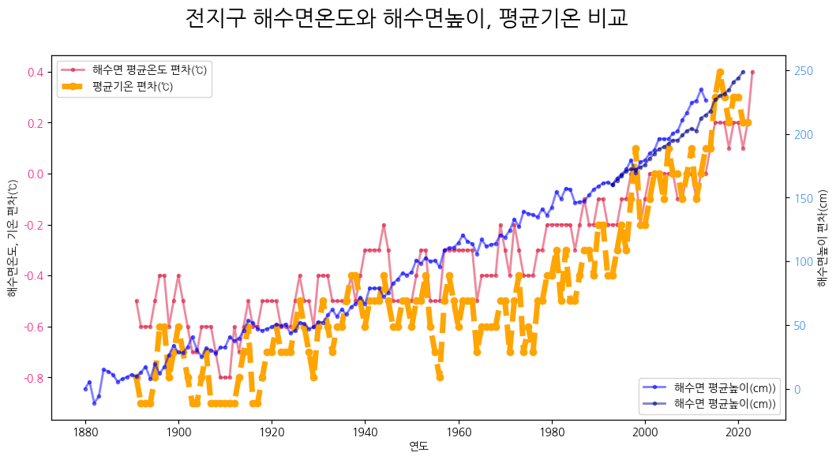 전지구 해수면온도와 해수면높이, 평균기온 비교
해수면 평균온도 편차(℃)
평균기온 편차(℃)
0.4
0.2
0.0
-0.2
-0.4
-0.6
-0.8
해수면온도, 기온 편차(℃)
250
200
150
100
50
0
해수면높이 편차(cm)
해수면 평균높이(cm))
해수면 평균높이(cm))
1880 1900 1920 1940 1960 1980 2000 2020
연도